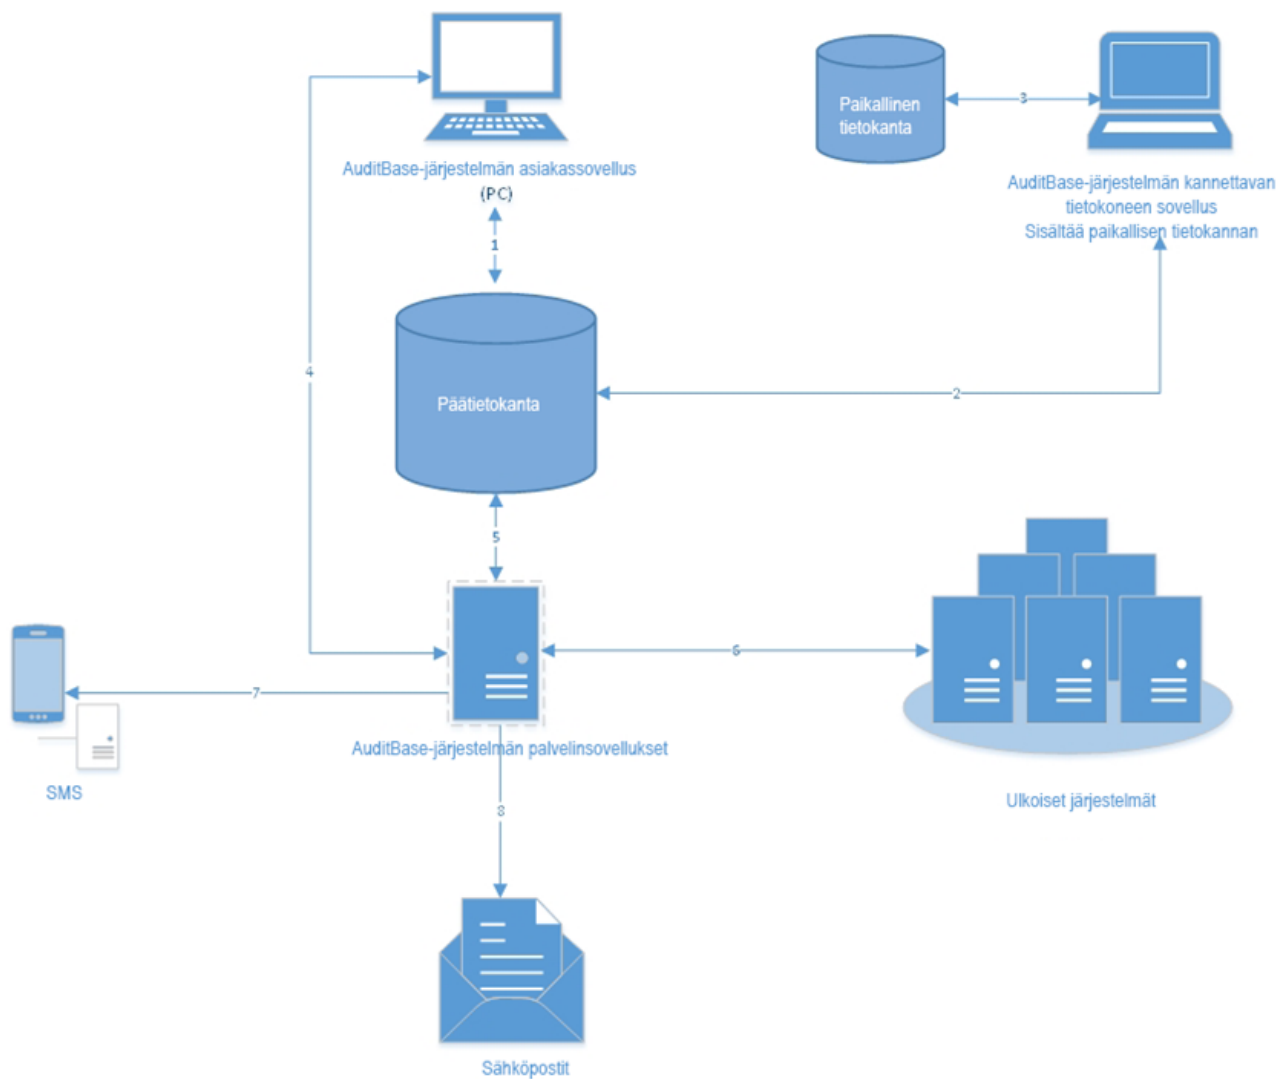 Paikallinen
tietokanta
3
AuditBase-järjestelmän asiakassovellus
(PC)
AuditBase-järjestelmän kannettavan
tietokoneen sovellus
Sisältää paikallisen tietokannan
1
4
Päätietokanta
2
5
6
7
AuditBase-järjestelmän palvelinsovellukset
SMS
Ulkoiset järjestelmät
8
Sähköpostit